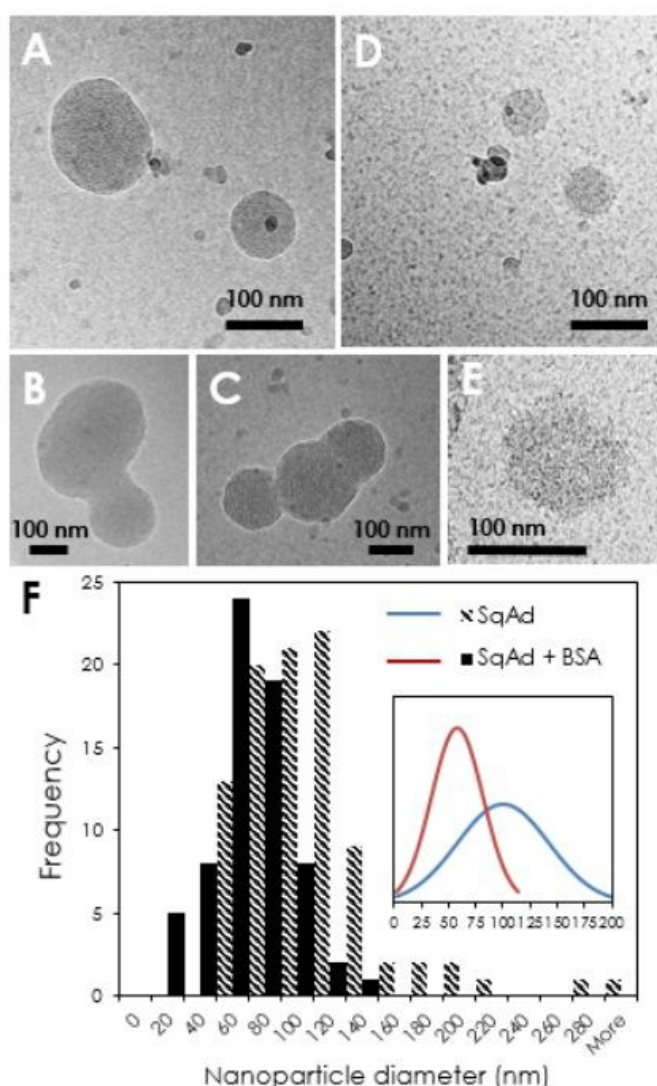 A
D
100 nm
100 nm
B
C
E
100 nm
100 nm
100 nm
F
25
20
15
10
5
0
Frequency
SqAd
SqAd + BSA
0 25 50 75 100 125 150 175 200
0 20 40 60 80 100 120 140 160 180 200 220 240 260 280 More
Nanoparticle diameter (nm)